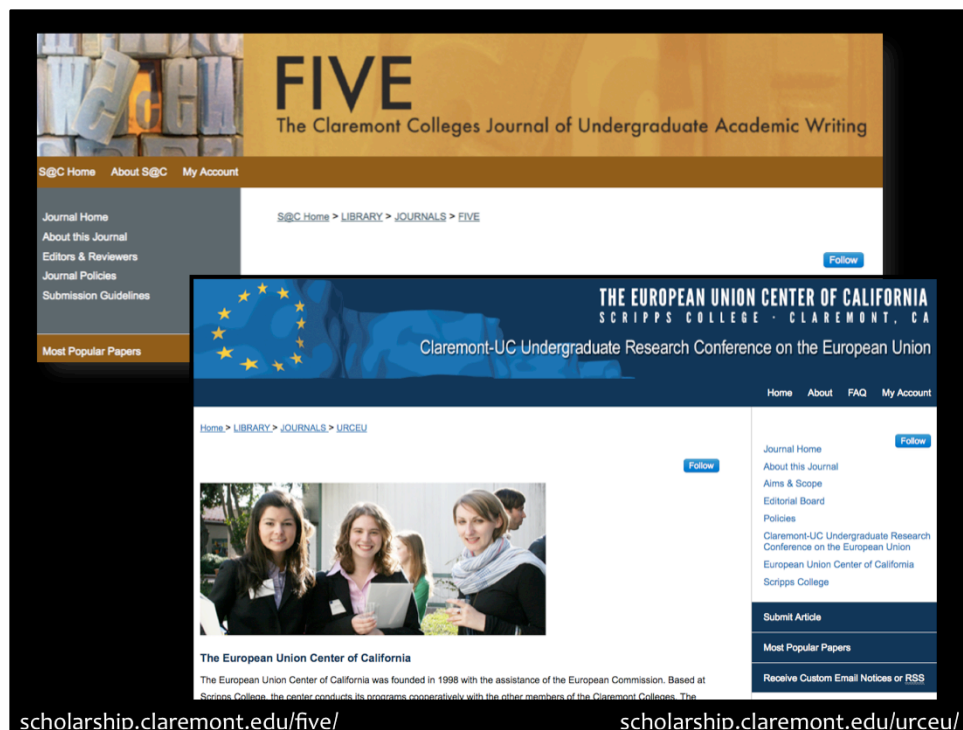 FIVE
The Claremont Colleges Journal of Undergraduate Academic Writing
S@C Home About S@C My Account
Journal Home
About this Journal
Editors & Reviewers
Journal Policies
Submission Guidelines
Most Popular Papers
S@C Home > LIBRARY > JOURNALS > FIVE
Follow
THE EUROPEAN UNION CENTER OF CALIFORNIA
SCRIPPS COLLEGE · CLAREMONT, CA
Claremont-UC Undergraduate Research Conference on the European Union
Home About FAQ My Account
Home > LIBRARY > JOURNALS > URCEU
Follow
The European Union Center of California
The European Union Center of California was founded in 1998 with the assistance of the European Commission. Based at
Scripps College, the center conducts its programs cooperatively with the other members of the Claremont Colleges. The
Follow
Journal Home
About this Journal
Aims & Scope
Editorial Board
Policies
Claremont-UC Undergraduate Research
Conference on the European Union
European Union Center of California
Scripps College
Submit Article
Most Popular Papers
Receive Custom Email Notices or RSS
scholarship.claremont.edu/five/
scholarship.claremont.edu/urceu/